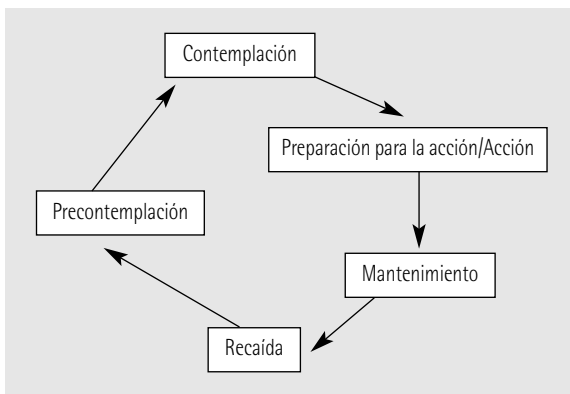 Contemplación
Preparación para la acción/Acción
Precontemplación
Mantenimiento
Recaída